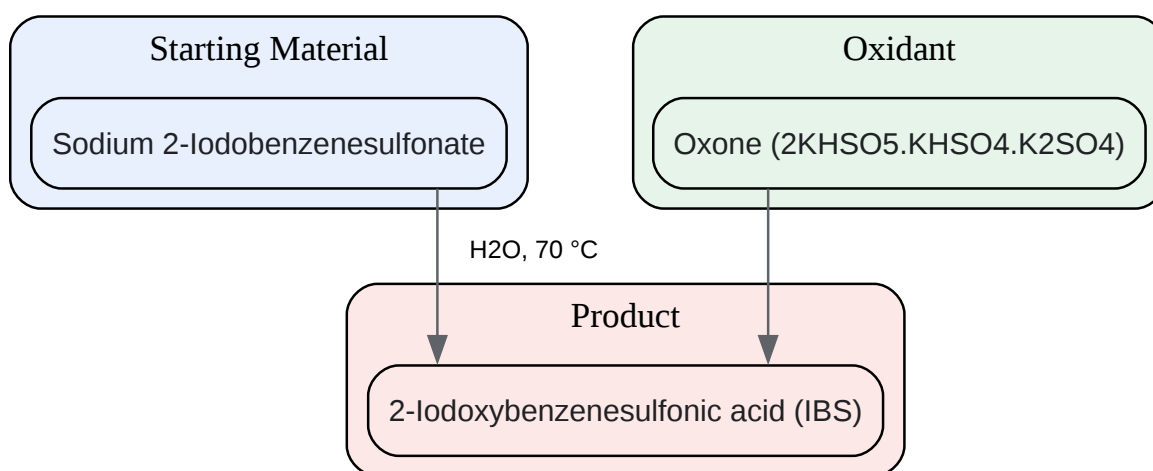 Starting Material
Oxidant
Sodium 2-Iodobenzenesulfonate
Oxone (2KHSO5.KHSO4.K2SO4)
H2O, 70 °C
Product
2-Iodoxybenzenesulfonic acid (IBS)